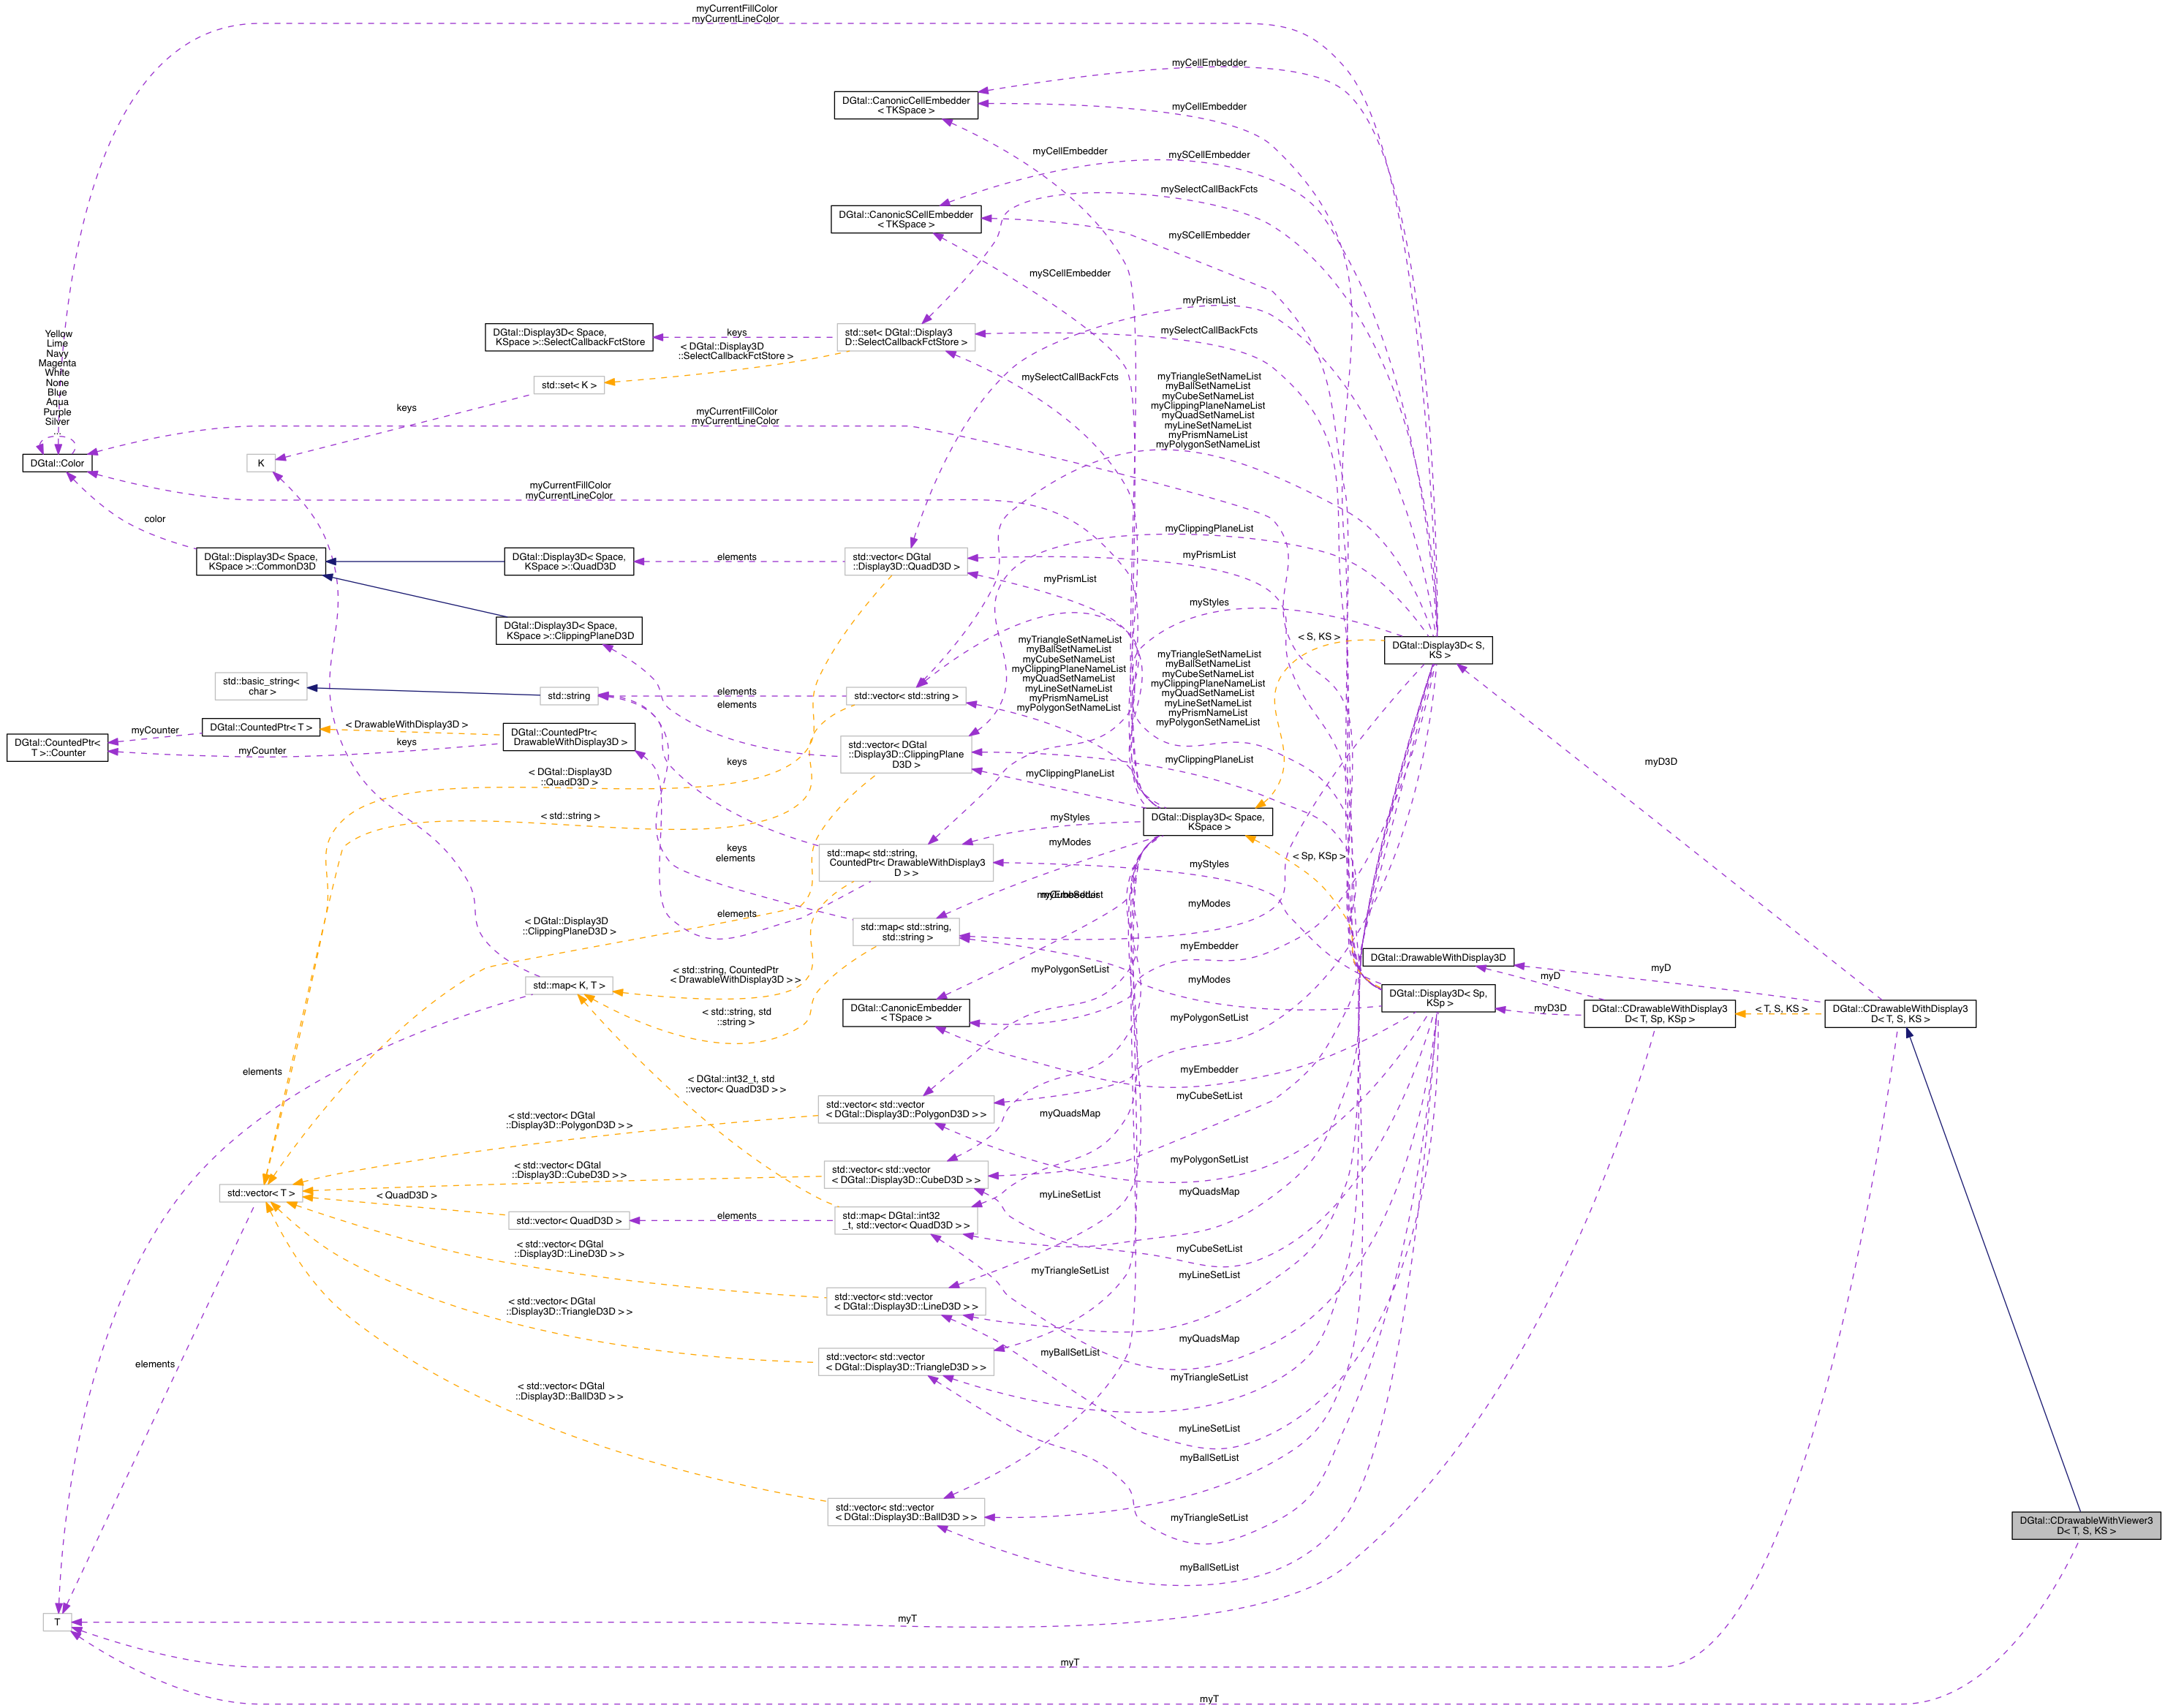 myCurrentFillColor
myCurrentLineColor
myCellEmbedder
DGtal::CanonicCellEmbedder
< TKSpace >
myCellEmbedder
myCellEmbedder
mySCellEmbedder
mySelectCallBackFcts
DGtal::CanonicSCellEmbedder
< TKSpace >
mySCellEmbedder
mySCellEmbedder
myPrismList
Yellow
Lime
Navy
Magenta
White
None
Blue
Aqua
Purple
Silver
...
DGtal::Display3D< Space,
KSpace >::SelectCallbackFctStore
keys
< DGtal::Display3D
::SelectCallbackFctStore >
std::set< DGtal::Display3
D::SelectCallbackFctStore >
mySelectCallBackFcts
std::set< K >
mySelectCallBackFcts
myTriangleSetNameList
myBallSetNameList
myCubeSetNameList
myClippingPlaneNameList
myQuadSetNameList
myLineSetNameList
myPrismNameList
myPolygonSetNameList
keys
myCurrentFillColor
myCurrentLineColor
DGtal::Color
K
myCurrentFillColor
myCurrentLineColor
color
myClippingPlaneList
DGtal::Display3D< Space,
KSpace >::CommonD3D
DGtal::Display3D< Space,
KSpace >::QuadD3D
elements
std::vector< DGtal
::Display3D::QuadD3D >
myPrismList
myPrismList
myStyles
DGtal::Display3D< Space,
KSpace >::ClippingPlaneD3D
< S, KS >
DGtal::Display3D< S,
KS >
myTriangleSetNameList
myBallSetNameList
myCubeSetNameList
myClippingPlaneNameList
myQuadSetNameList
myLineSetNameList
myPrismNameList
myPolygonSetNameList
myTriangleSetNameList
myBallSetNameList
myCubeSetNameList
myClippingPlaneNameList
myQuadSetNameList
myLineSetNameList
myPrismNameList
myPolygonSetNameList
std::basic_string<
char >
std::string
elements
elements
std::vector< std::string >
DGtal::CountedPtr<
T >::Counter
myCounter
myCounter
DGtal::CountedPtr< T >
< DrawableWithDisplay3D >
keys
DGtal::CountedPtr<
DrawableWithDisplay3D >
std::vector< DGtal
::Display3D::ClippingPlane
D3D >
keys
< DGtal::Display3D
::QuadD3D >
myClippingPlaneList
myClippingPlaneList
myD3D
< std::string >
DGtal::Display3D< Space,
KSpace >
myStyles
myModes
keys
elements
std::map< std::string,
CountedPtr< DrawableWithDisplay3
D > >
< Sp, KSp >
myStyles
myModes
elements
< DGtal::Display3D
::ClippingPlaneD3D >
std::map< std::string,
std::string >
myEmbedder
DGtal::DrawableWithDisplay3D
myD
myD
< std::string, CountedPtr
< DrawableWithDisplay3D > >
myPolygonSetList
myModes
std::map< K, T >
DGtal::CanonicEmbedder
< TSpace >
DGtal::Display3D< Sp,
KSp >
myD3D
DGtal::CDrawableWithDisplay3
D< T, Sp, KSp >
< T, S, KS >
DGtal::CDrawableWithDisplay3
D< T, S, KS >
< std::string, std
::string >
myPolygonSetList
elements
< DGtal::int32_t, std
::vector< QuadD3D > >
myEmbedder
myCubeSetList
< std::vector< DGtal
::Display3D::PolygonD3D > >
std::vector< std::vector
< DGtal::Display3D::PolygonD3D > >
myQuadsMap
myPolygonSetList
< std::vector< DGtal
::Display3D::CubeD3D > >
std::vector< std::vector
< DGtal::Display3D::CubeD3D > >
std::vector< T >
< QuadD3D >
myLineSetList
myQuadsMap
std::vector< QuadD3D >
elements
std::map< DGtal::int32
_t, std::vector< QuadD3D > >
< std::vector< DGtal
::Display3D::LineD3D > >
myCubeSetList
myTriangleSetList
myLineSetList
std::vector< std::vector
< DGtal::Display3D::LineD3D > >
< std::vector< DGtal
::Display3D::TriangleD3D > >
myQuadsMap
elements
std::vector< std::vector
< DGtal::Display3D::TriangleD3D > >
myBallSetList
myTriangleSetList
< std::vector< DGtal
::Display3D::BallD3D > >
myLineSetList
myBallSetList
std::vector< std::vector
< DGtal::Display3D::BallD3D > >
myTriangleSetList
DGtal::CDrawableWithViewer3
D< T, S, KS >
myBallSetList
T
myT
myT
myT